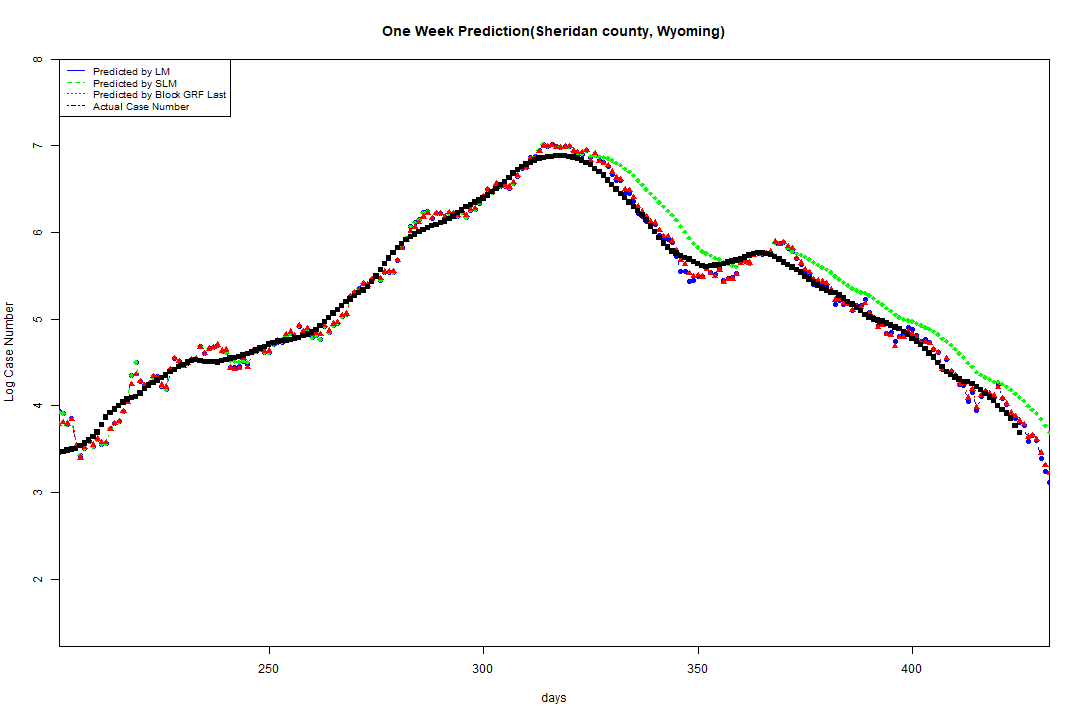 One Week Prediction(Sheridan county, Wyoming)
Predicted by LM
Predicted by SLM
Predicted by Block GRF Last
Actual Case Number
8
7
6
5
4
3
2
Log Case Number
250 300 350 400
days